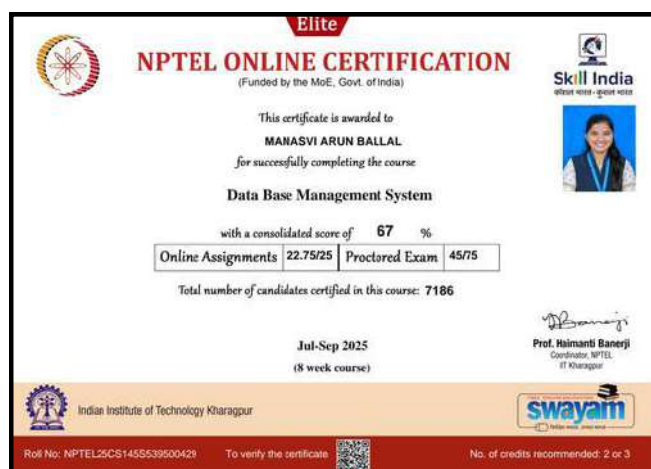 Elite
NPTEL ONLINE CERTIFICATION
(Funded by the MoE, Govt. of India)
Skill India
कौशल भारत - कुशल भारत
This certificate is awarded to
MANASVI ARUN BALLAL
for successfully completing the course
Data Base Management System
with a consolidated score of 67 %
Online Assignments 22.75/25 Proctored Exam 45/75
Total number of candidates certified in this course: 7186
Jul-Sep 2025
(8 week course)
Prof. Haimanti Banerji
Coordinator, NPTEL
IIT Kharagpur
Indian Institute of Technology Kharagpur
swayam
Roll No: NPTEL25CS145S539500429 To verify the certificate No. of credits recommended: 2 or 3